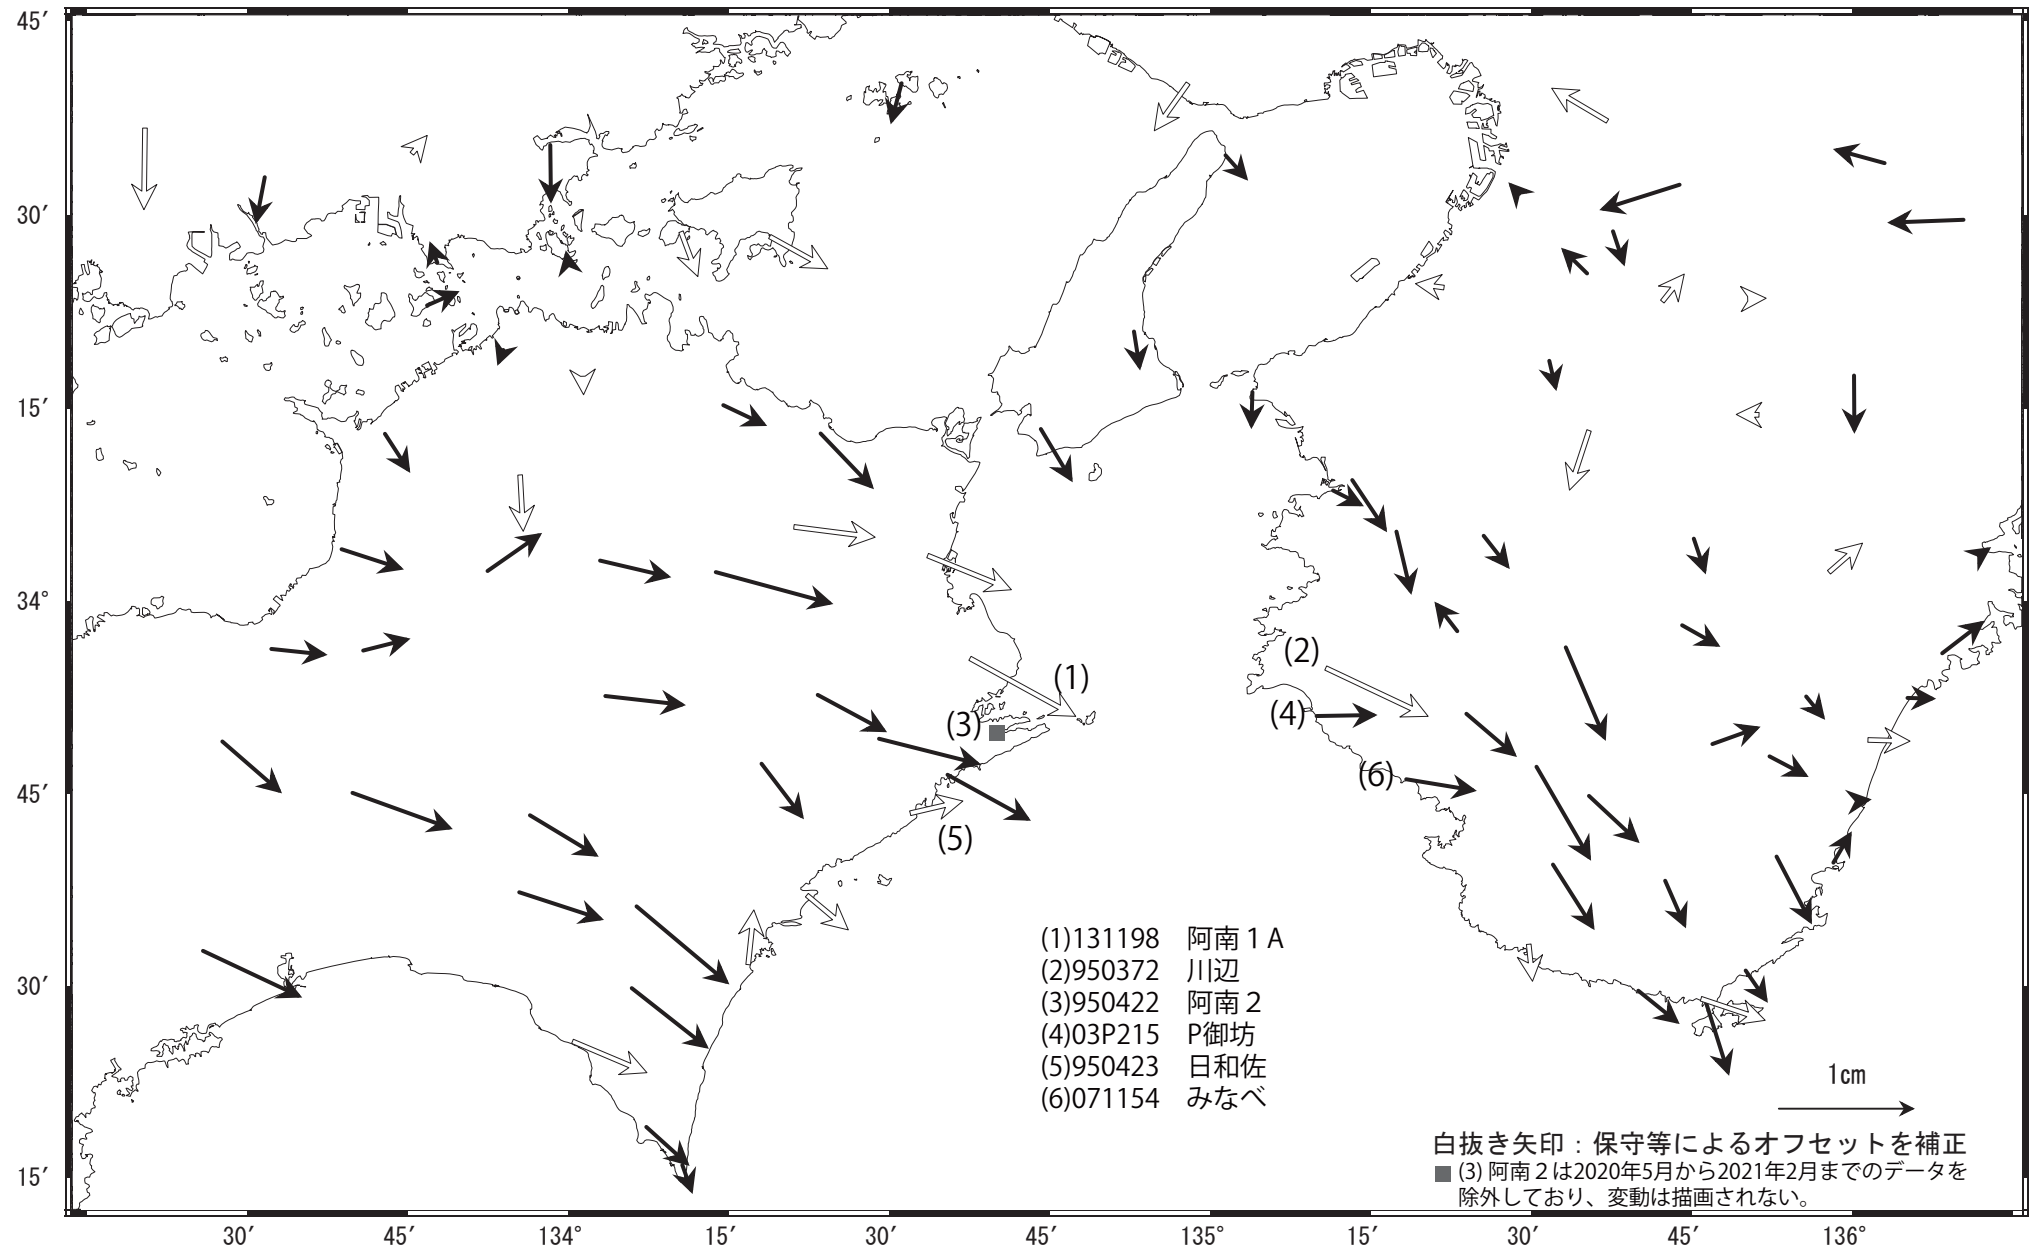 45′
30′
15′
34°
45′
30′
15′
(1)
(2)
(3)
(4)
(5)
(6)
(1)131198 阿南１A
(2)950372 川辺
(3)950422 阿南２
(4)03P215 P御坊
(5)950423 日和佐
(6)071154 みなべ
1cm
白抜き矢印：保守等によるオフセットを補正
(3) 阿南２は2020年5月から2021年2月までのデータを
除外しており、変動は描画されない。
30′ 45′ 134° 15′ 30′ 45′ 135° 15′ 30′ 45′ 136°